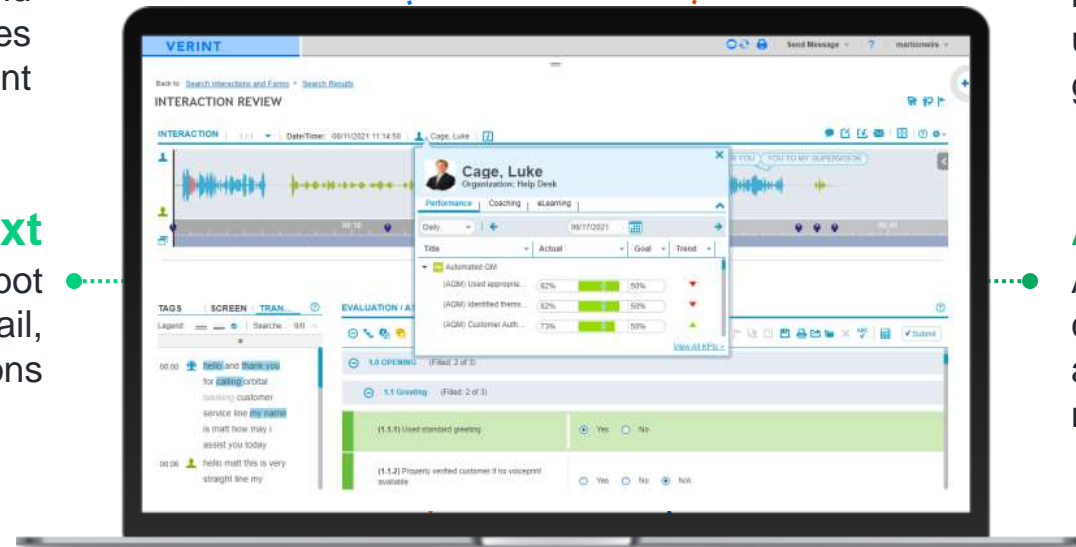 es
nt
xt
oot
ail,
ons
u
g
A
A
VERINT
Send Message
?
Back to: Search Interactions and Forms > Search Results
INTERACTION REVIEW
INTERACTION
Date/Time: 06/11/2021 11:14:50
Cage, Luke
YOU TO MY SUPERVISOR
Cage, Luke
Organization: Help Desk
Performance
Coaching
eLearning
Daily
06/17/2021
Title
Actual
Goal
Trend
Automated QM
(AQM) Used approprie...
62%
50%
(AQM) Identified thems...
62%
50%
(AQM) Customer Auth...
73%
50%
View All KPIs >
TAGS
SCREEN
TRAN...
EVALUATION / A
Legend:
Searche...
0/0
Submit
1.0 OPENING (Filled: 2 of 3)
1.1 Greeting (Filled: 2 of 3)
(1.1.1) Used standard greeting
Yes
No
(1.1.2) Properly verified customer if no voiceprint
available
Yes
No
N/A
00:00
hello and thank you
for calling orbital
banking customer
service line my name
is matt how may i
assist you today
00:06
hello matt this is very
straight line my